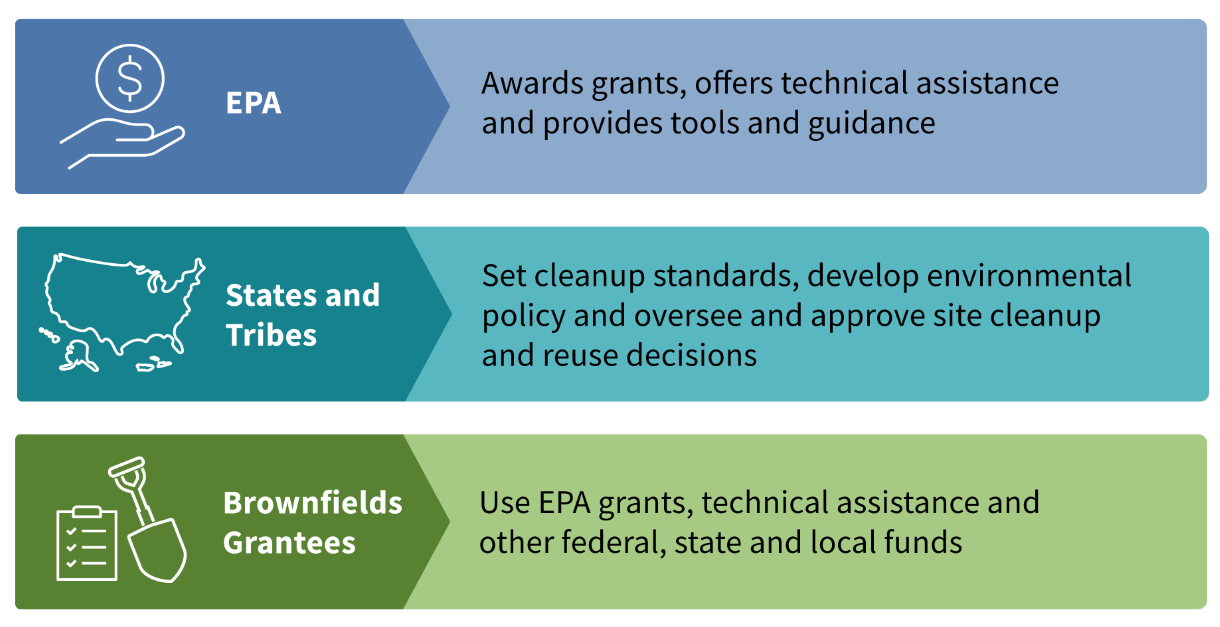 EPA
Awards grants, offers technical assistance
and provides tools and guidance
States and
Tribes
Set cleanup standards, develop environmental
policy and oversee and approve site cleanup
and reuse decisions
Brownfields
Grantees
Use EPA grants, technical assistance and
other federal, state and local funds